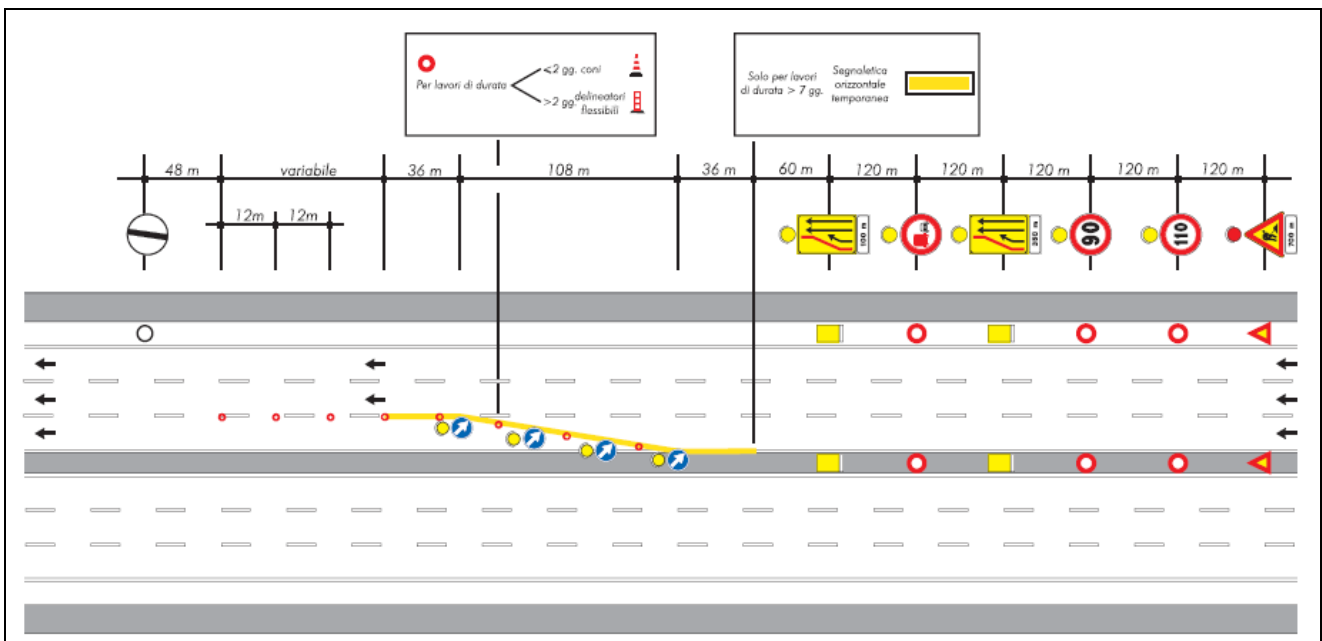 Per lavori di durata
⩽2 gg. coni
>2 gg. delineatori
flessibili
Solo per lavori
di durata > 7 gg.
Segnaletica
orizzontale
temporanea
48 m
variabile
36 m
108 m
36 m
60 m
120 m
120 m
120 m
120 m
120 m
12m
12m
100 m
350 m
90
110
700 m